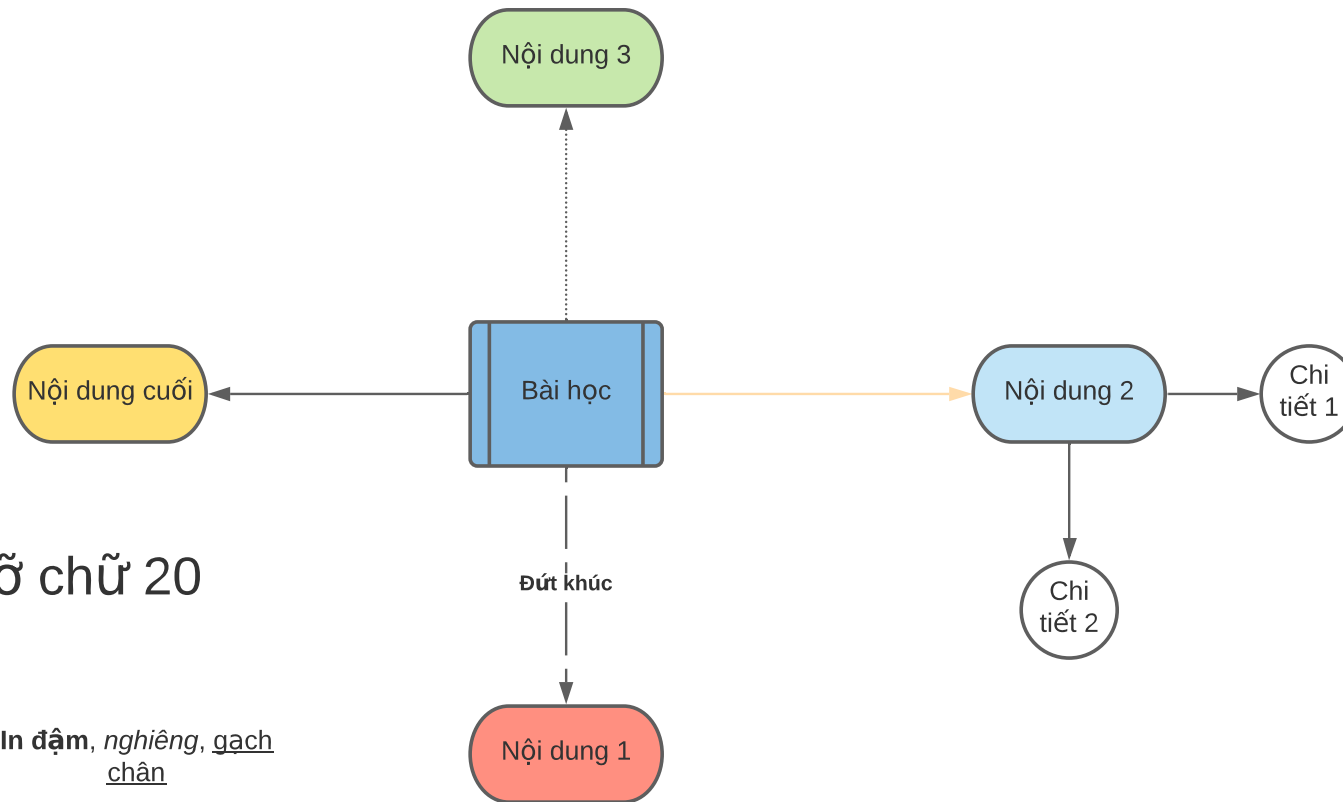 Nội dung 3
Nội dung cuối
Bài học
Nội dung 2
Chi
tiết 1
chữ 20
Đứt khúc
Chi
tiết 2
In đậm, nghiêng, gạch
chân
Nội dung 1